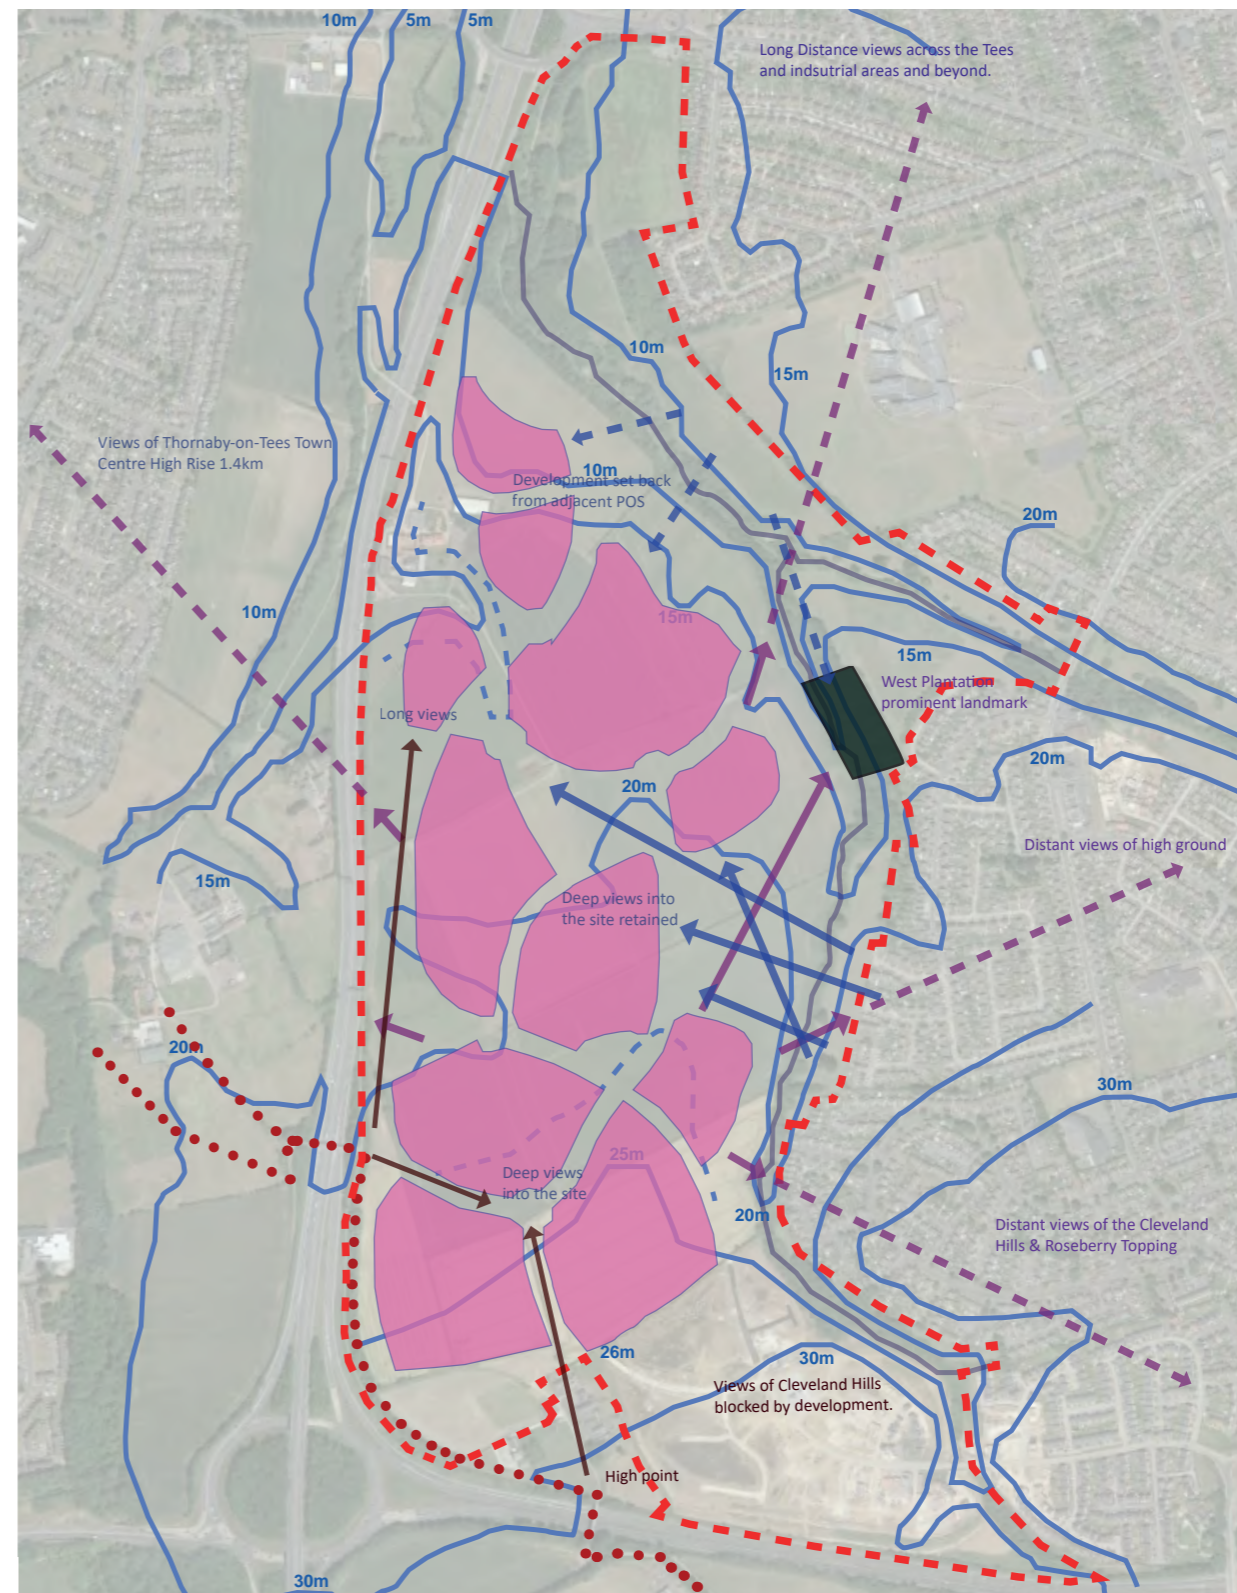 10m
5m
5m
Long Distance views across the Tees
and indsutrial areas and beyond.
10m
15m
Views of Thornaby-on-Tees Town
Centre High Rise 1.4km
10m
Development set back
from adjacent POS
20m
10m
15m
15m
West Plantation
prominent landmark
Long views
20m
20m
Distant views of high ground
15m
Deep views into
the site retained
20m
30m
25m
Deep views
into the site
20m
Distant views of the Cleveland
Hills & Roseberry Topping
26m
30m
Views of Cleveland Hills
blocked by development.
High point
30m